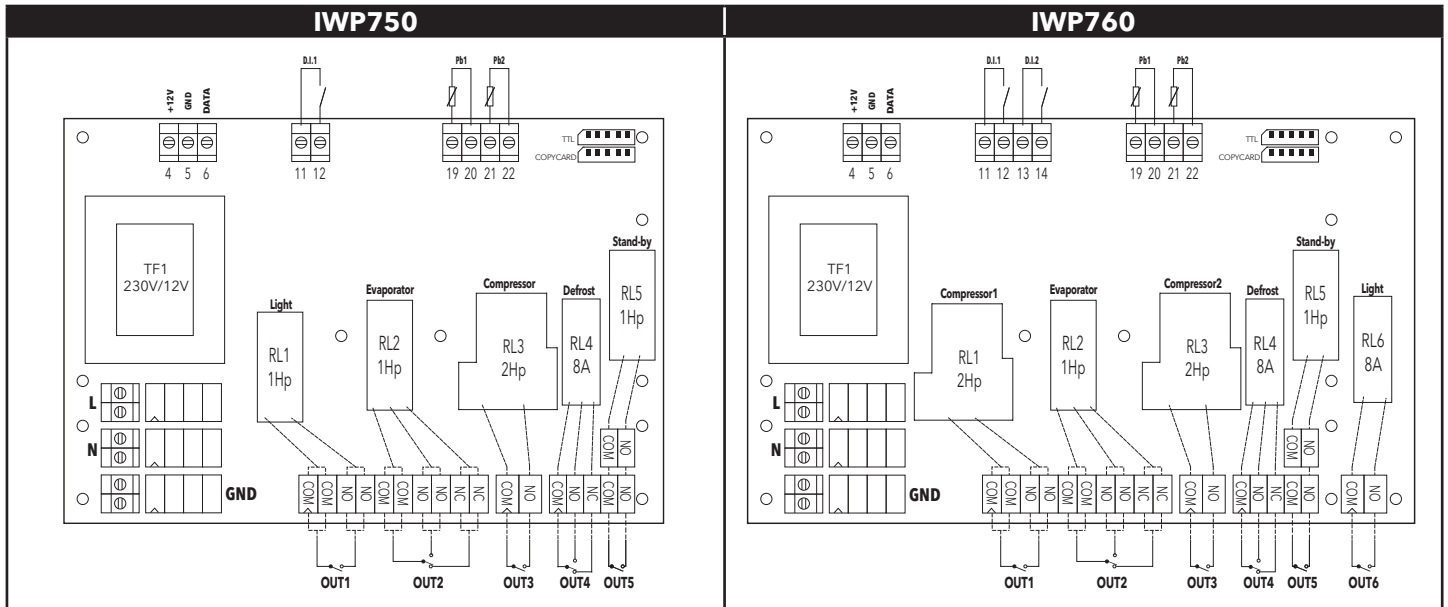 IWP750
D.I.1
Pb1 Pb2
+12V GND DATA
TTL
COPYCARD
4 5 6 11 12 19 20 21 22
TF1
230V/12V
Light
RL1
1Hp
Evaporator
RL2
1Hp
Compressor
RL3
2Hp
Defrost
RL4
8A
Stand-by
RL5
1Hp
L
N
GND
COM NO
COM COM NO NO COM COM NO NO NC NC COM NO COM NO NC COM NO
OUT1 OUT2 OUT3 OUT4 OUT5
IWP760
D.I.1 D.I.2
Pb1 Pb2
+12V GND DATA
TTL
COPYCARD
4 5 6 11 12 13 14 19 20 21 22
TF1
230V/12V
Compressor1
RL1
2Hp
Evaporator
RL2
1Hp
Compressor2
RL3
2Hp
Defrost
RL4
8A
Stand-by
RL5
1Hp
Light
RL6
8A
L
N
GND
COM NO
COM COM NO NO COM COM NO NO NC NC COM NO COM NO NC COM NO COM NO
OUT1 OUT2 OUT3 OUT4 OUT5 OUT6